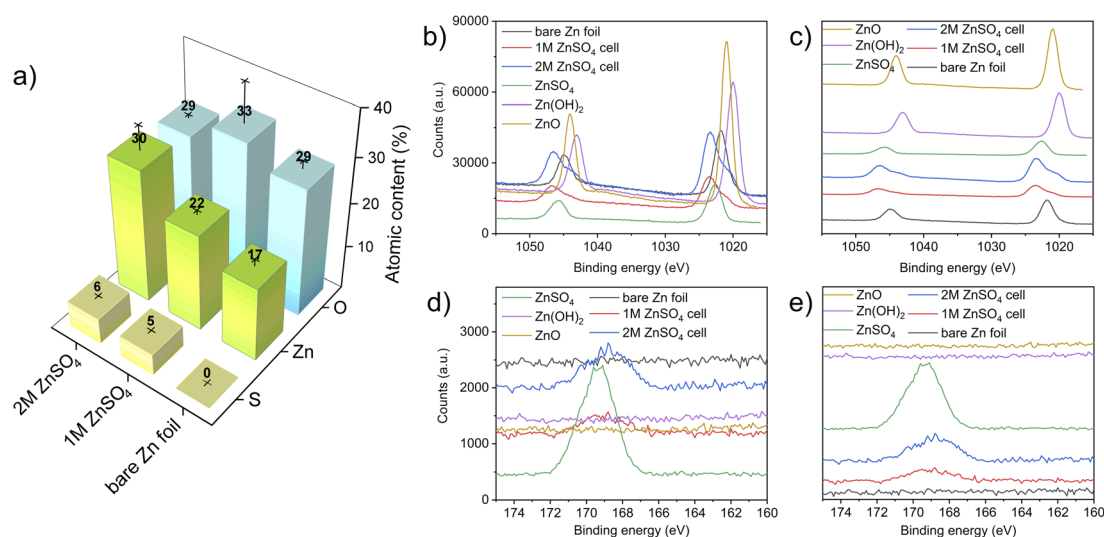 a)
29
33
30
29
22
17
6
5
0
40
30
20
10
Atomic content (%)
O
Zn
S
2M ZnSO4
1M ZnSO4
bare Zn foil
b)
90000
60000
30000
0
Counts (a.u.)
bare Zn foil
1M ZnSO4 cell
2M ZnSO4 cell
ZnSO4
Zn(OH)2
ZnO
1050 1040 1030 1020
Binding energy (eV)
c)
ZnO
Zn(OH)2
ZnSO4
2M ZnSO4 cell
1M ZnSO4 cell
bare Zn foil
1050 1040 1030 1020
Binding energy (eV)
d)
3000
2000
1000
0
Counts (a.u.)
ZnSO4
Zn(OH)2
ZnO
bare Zn foil
1M ZnSO4 cell
2M ZnSO4 cell
174 172 170 168 166 164 162 160
Binding energy (eV)
e)
ZnO
Zn(OH)2
ZnSO4
2M ZnSO4 cell
1M ZnSO4 cell
bare Zn foil
174 172 170 168 166 164 162 160
Binding energy (eV)